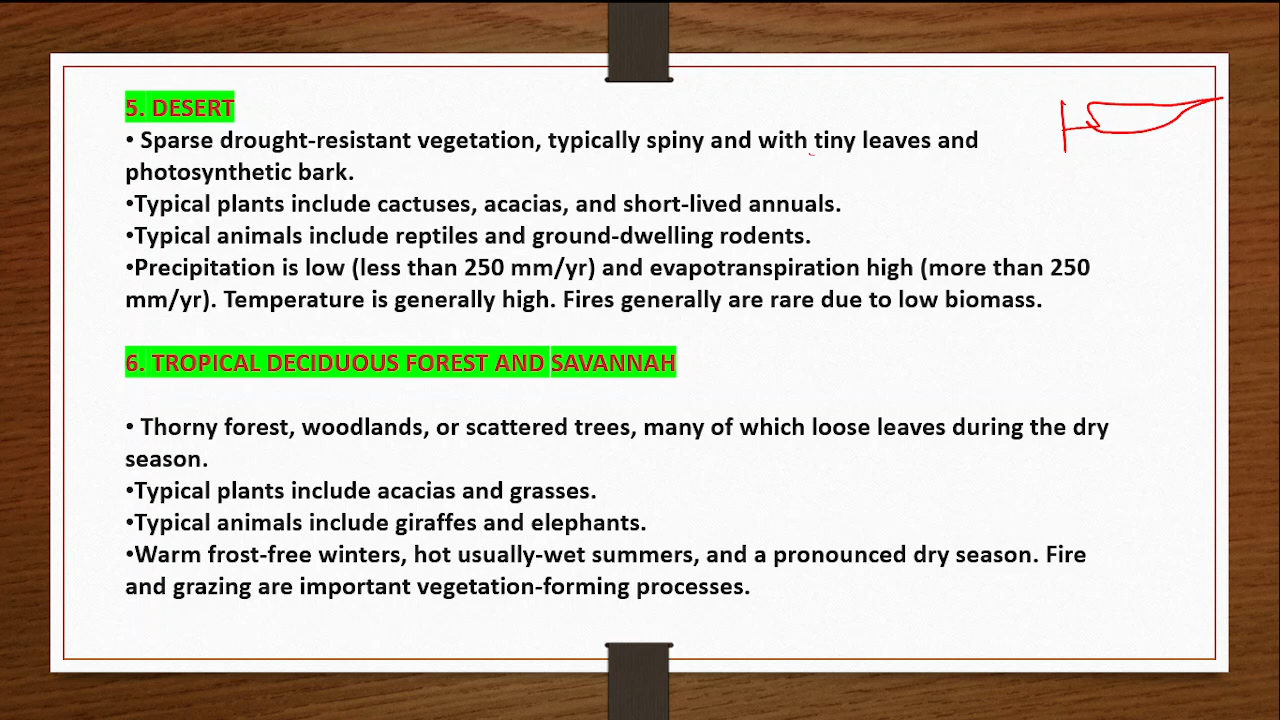 5. DESERT
• Sparse drought-resistant vegetation, typically spiny and with tiny leaves and
photosynthetic bark.
•Typical plants include cactuses, acacias, and short-lived annuals.
•Typical animals include reptiles and ground-dwelling rodents.
•Precipitation is low (less than 250 mm/yr) and evapotranspiration high (more than 250
mm/yr). Temperature is generally high. Fires generally are rare due to low biomass.
6. TROPICAL DECIDUOUS FOREST AND SAVANNAH
• Thorny forest, woodlands, or scattered trees, many of which loose leaves during the dry
season.
•Typical plants include acacias and grasses.
•Typical animals include giraffes and elephants.
•Warm frost-free winters, hot usually-wet summers, and a pronounced dry season. Fire
and grazing are important vegetation-forming processes.